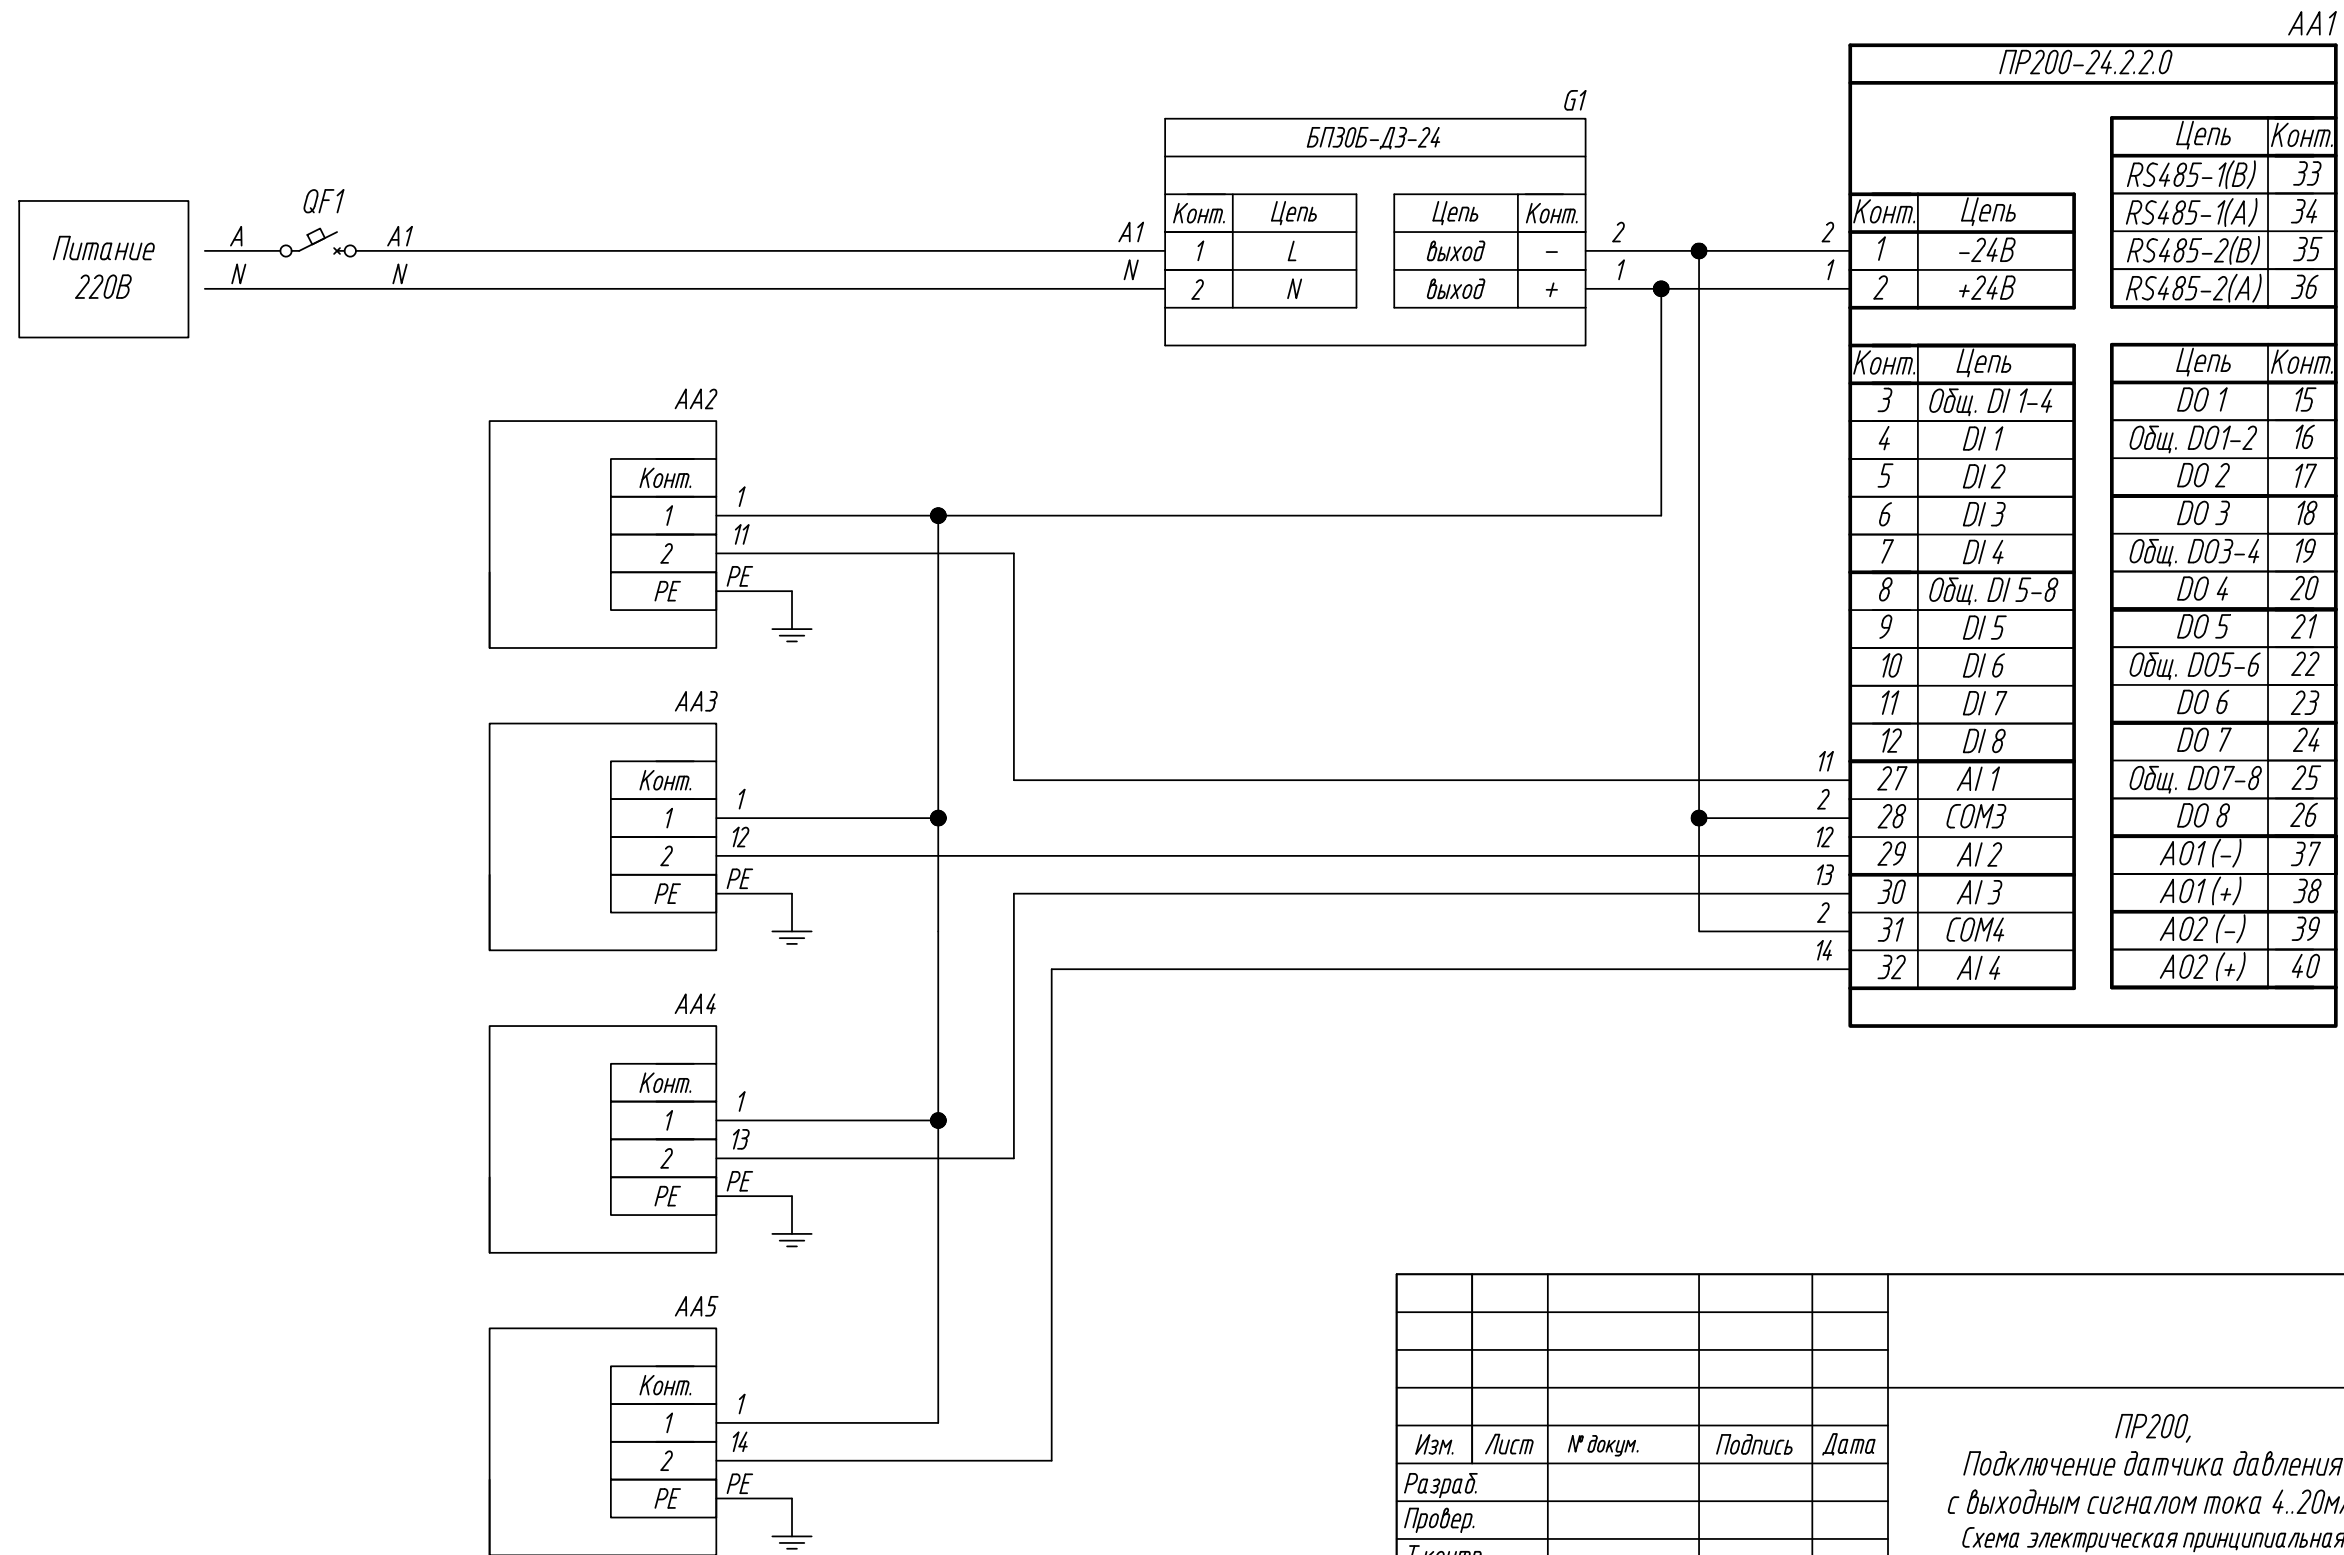 AA1
ПР200-24.2.2.0
G1
БП30Б-Д3-24
Цепь Конт.
RS485-1(B) 33
RS485-1(A) 34
RS485-2(B) 35
RS485-2(A) 36
QF1
Питание
220В
A A1 A1
N N N
Конт. Цепь Цепь Конт.
1 L выход –
2 N выход +
2 2
1 1
Конт. Цепь
1 -24В
2 +24В
Конт. Цепь Цепь Конт.
3 Общ. DI 1-4 DO 1 15
4 DI 1 Общ. DO1-2 16
5 DI 2 DO 2 17
6 DI 3 DO 3 18
7 DI 4 Общ. DO3-4 19
8 Общ. DI 5-8 DO 4 20
9 DI 5 DO 5 21
10 DI 6 Общ. DO5-6 22
11 DI 7 DO 6 23
12 DI 8 DO 7 24
11 27 AI 1 Общ. DO7-8 25
2 28 COM3 DO 8 26
12 29 AI 2 AO1 (-) 37
13 30 AI 3 AO1 (+) 38
2 31 COM4 AO2 (-) 39
14 32 AI 4 AO2 (+) 40
AA2
Конт.
1 1
2 11
PE PE
AA3
Конт.
1 1
2 12
PE PE
AA4
Конт.
1 1
2 13
PE PE
AA5
Конт.
1 1
2 14
PE PE
Изм. Лист № докум. Подпись Дата
Разраб.
Провер.
ПР200,
Подключение датчика давления
с выходным сигналом тока 4..20м
Схема электрическая принципиальная